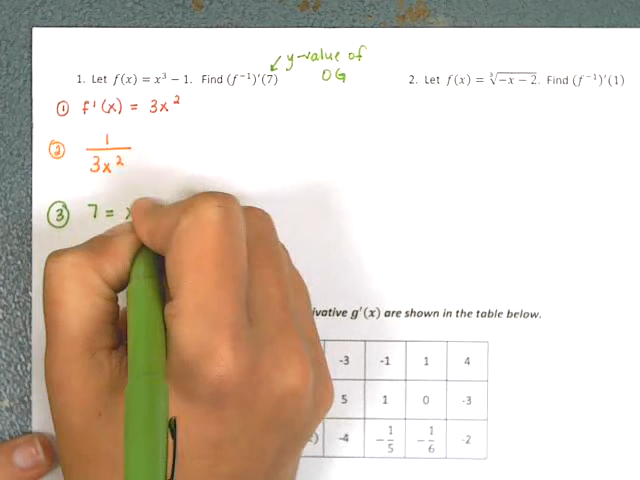 y-value of
OG
1. Let f(x) = x³ − 1. Find (f⁻¹)′(7)
① f'(x) = 3x²
② 1
3x²
③ 7 = x
2. Let f(x) = ∛−x − 2. Find (f⁻¹)′(1)
g′(x) are shown in the table below.
-3 -1 1 4
5 1 0 -3
-4 −1/5 −1/6 -2